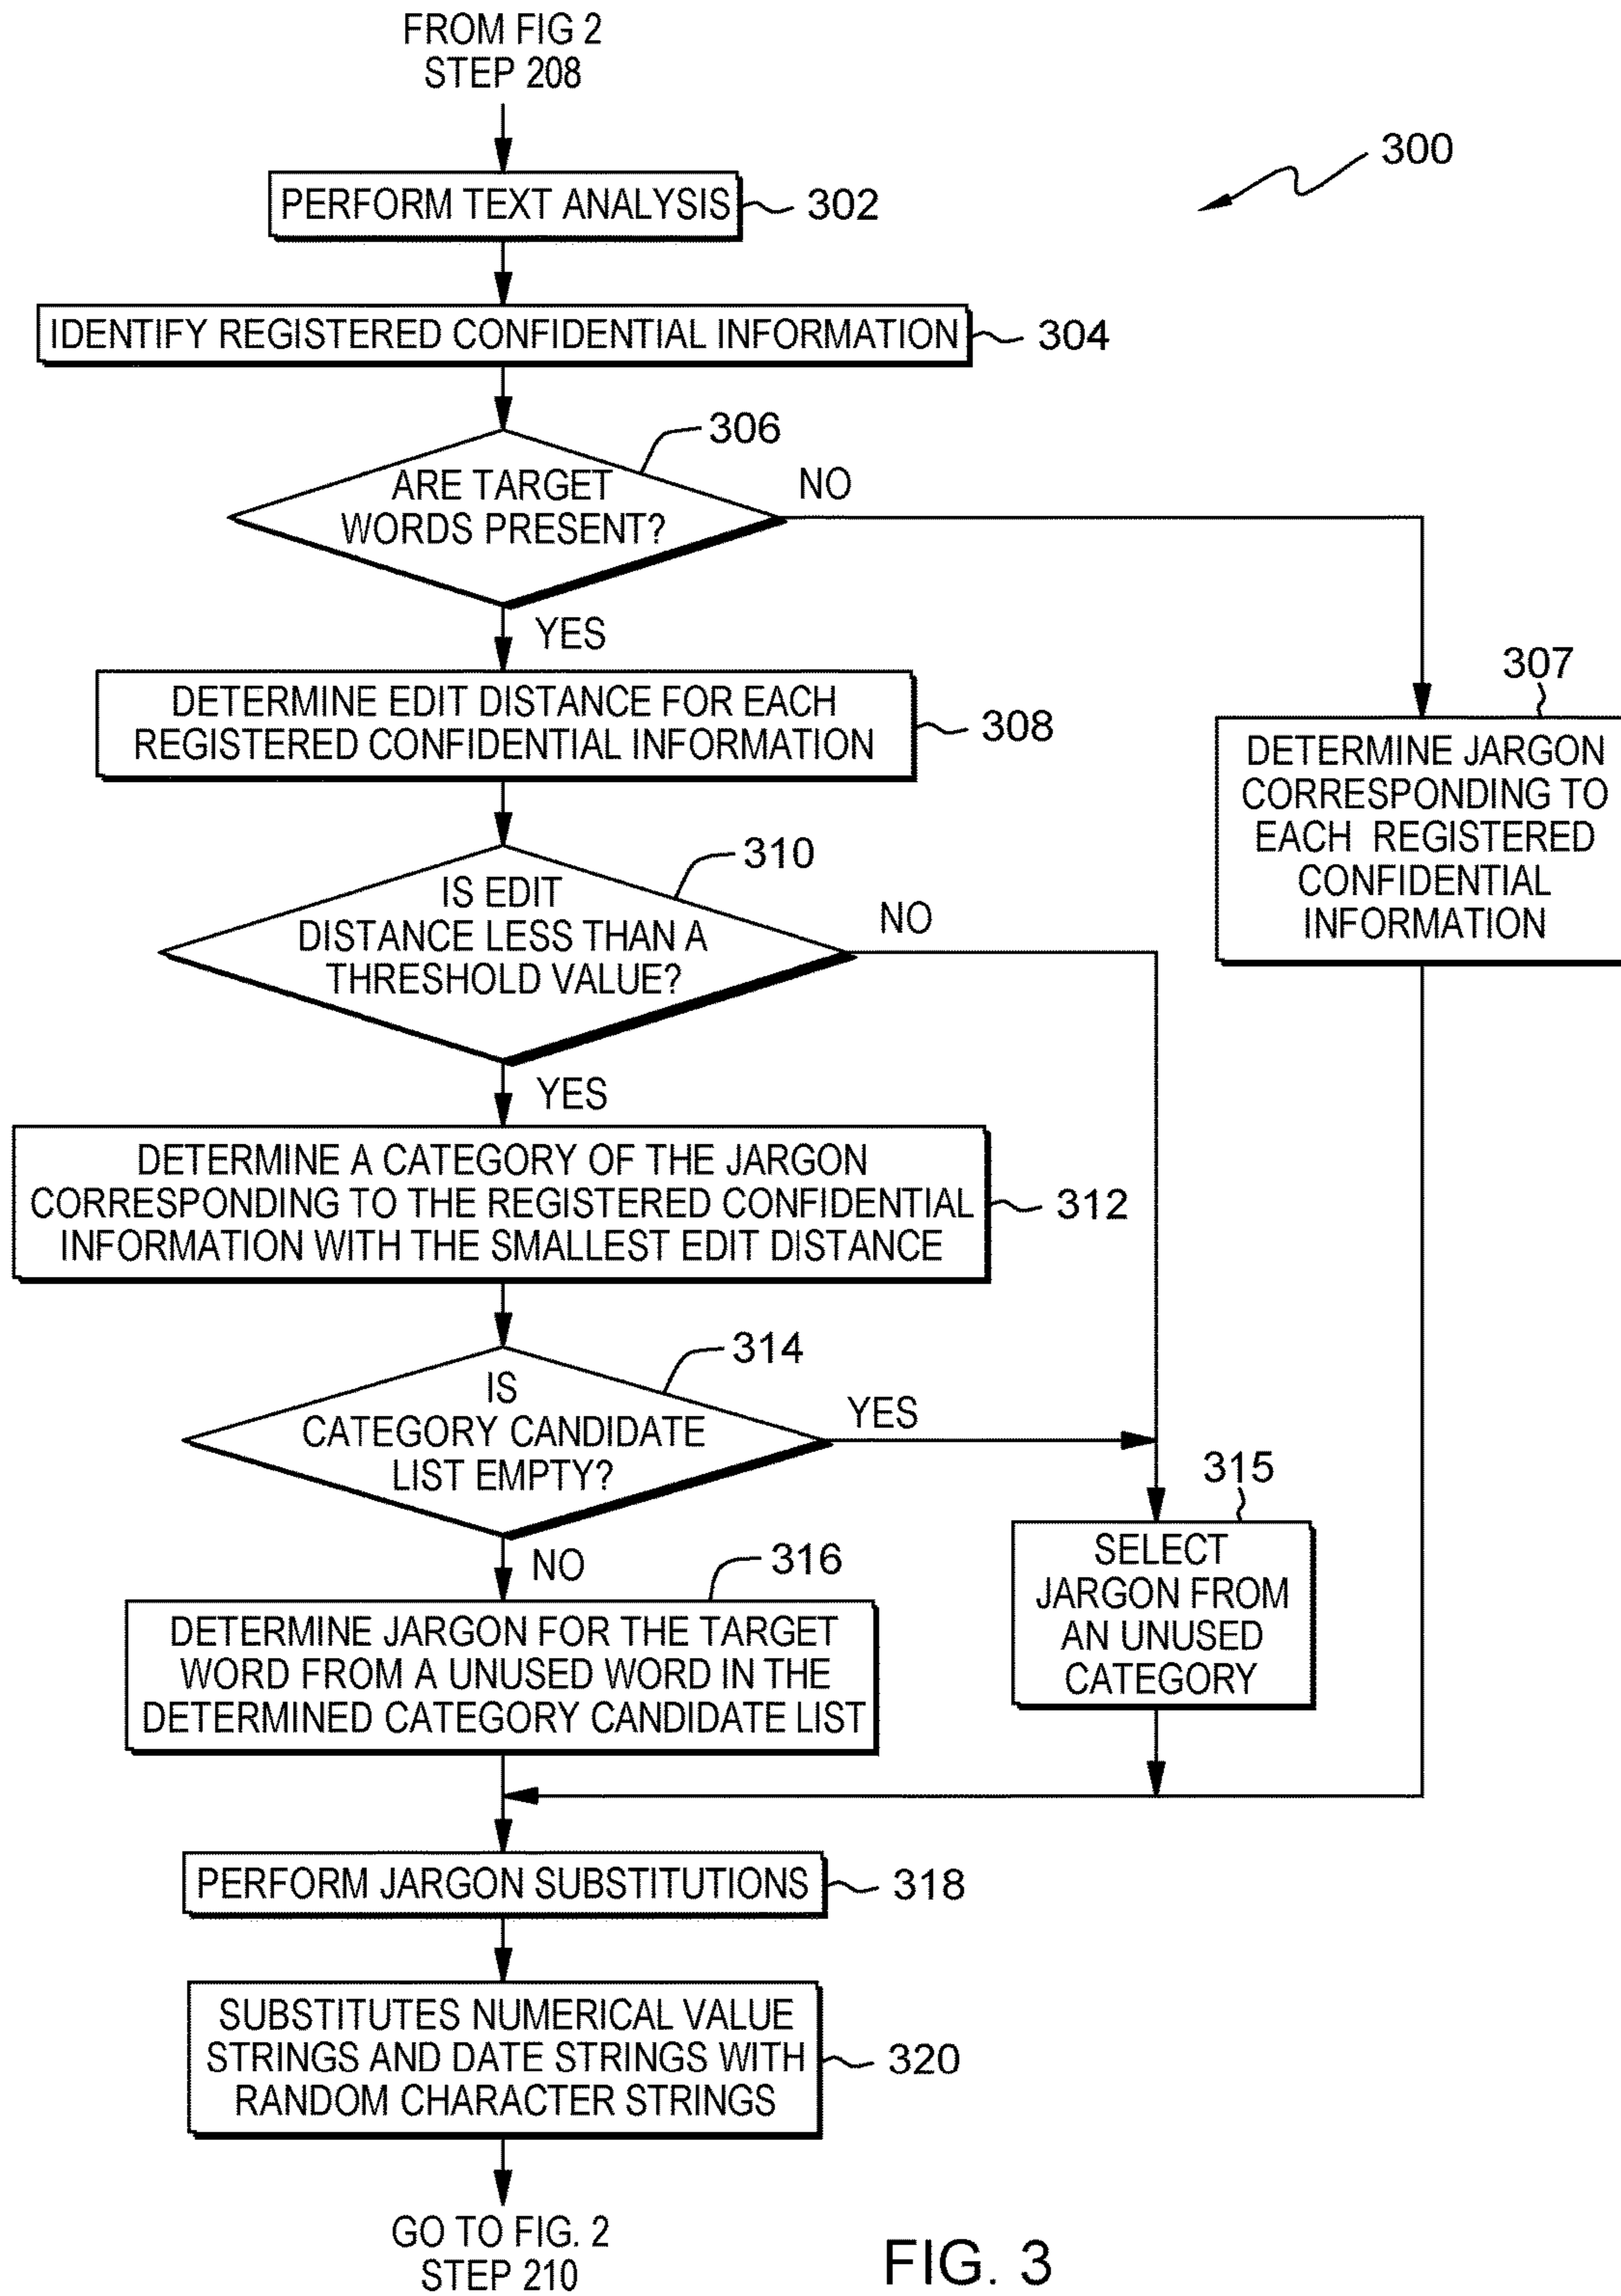 FROM FIG 2
STEP 208
300
PERFORM TEXT ANALYSIS
302
IDENTIFY REGISTERED CONFIDENTIAL INFORMATION
304
306
ARE TARGET
WORDS PRESENT?
NO
YES
307
DETERMINE JARGON
CORRESPONDING TO
EACH REGISTERED
CONFIDENTIAL
INFORMATION
DETERMINE EDIT DISTANCE FOR EACH
REGISTERED CONFIDENTIAL INFORMATION
308
310
IS EDIT
DISTANCE LESS THAN A
THRESHOLD VALUE?
NO
YES
DETERMINE A CATEGORY OF THE JARGON
CORRESPONDING TO THE REGISTERED CONFIDENTIAL
INFORMATION WITH THE SMALLEST EDIT DISTANCE
312
314
IS
CATEGORY CANDIDATE
LIST EMPTY?
YES
NO
315
SELECT
JARGON FROM
AN UNUSED
CATEGORY
316
DETERMINE JARGON FOR THE TARGET
WORD FROM A UNUSED WORD IN THE
DETERMINED CATEGORY CANDIDATE LIST
PERFORM JARGON SUBSTITUTIONS
318
SUBSTITUTES NUMERICAL VALUE
STRINGS AND DATE STRINGS WITH
RANDOM CHARACTER STRINGS
320
GO TO FIG. 2
STEP 210
FIG. 3